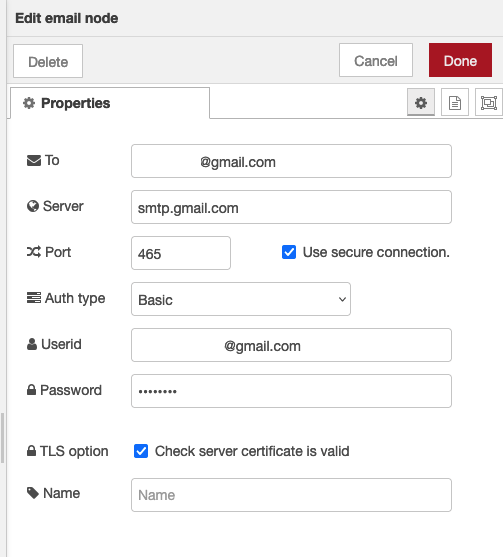 Edit email node
Delete
Cancel
Done
Properties
To
@gmail.com
Server
smtp.gmail.com
Port
465
Use secure connection.
Auth type
Basic
Userid
@gmail.com
Password
••••••••
TLS option
Check server certificate is valid
Name
Name